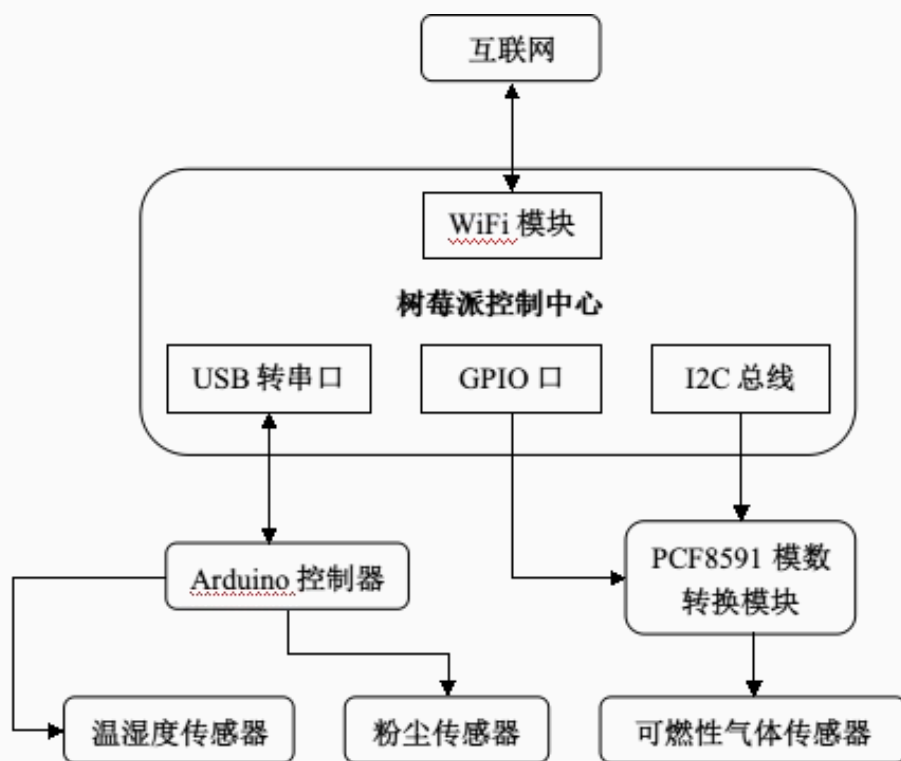 互联网
WiFi 模块
树莓派控制中心
USB 转串口
GPIO 口
I2C 总线
Arduino 控制器
PCF8591 模数
转换模块
温湿度传感器
粉尘传感器
可燃性气体传感器